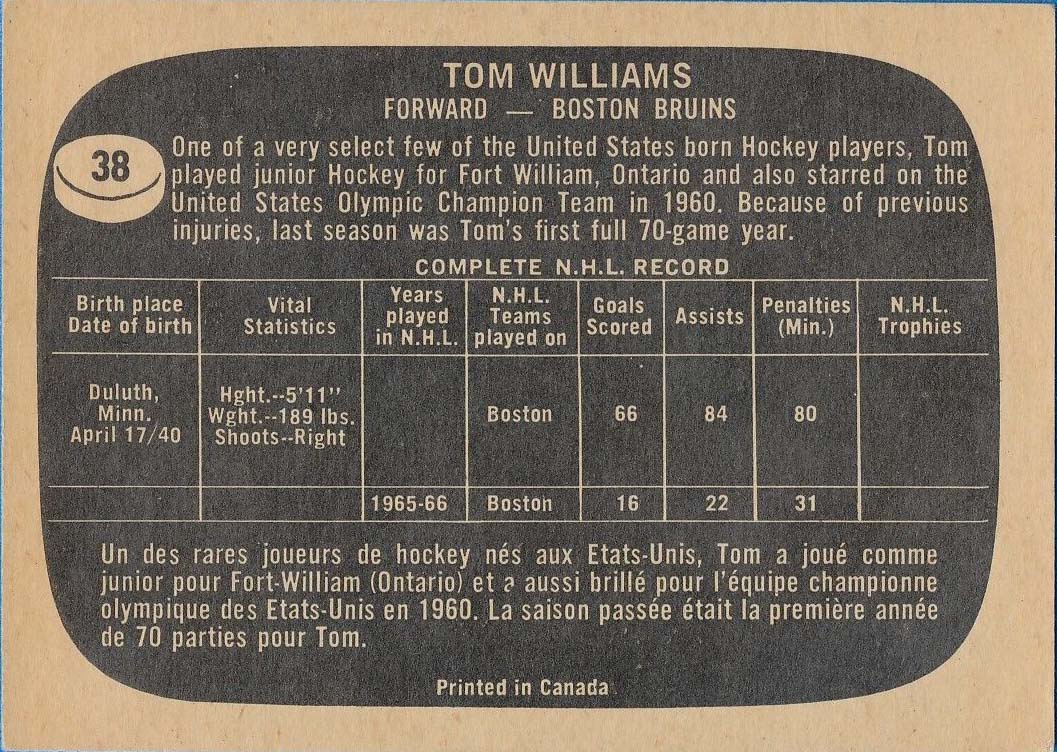 TOM WILLIAMS
FORWARD — BOSTON BRUINS
38
One of a very select few of the United States born Hockey players, Tom
played junior Hockey for Fort William, Ontario and also starred on the
United States Olympic Champion Team in 1960. Because of previous
injuries, last season was Tom's first full 70-game year.
COMPLETE N.H.L. RECORD
Birth place
Date of birth
Vital
Statistics
Years
played
in N.H.L.
N.H.L.
Teams
played on
Goals
Scored
Assists
Penalties
(Min.)
N.H.L.
Trophies
Duluth,
Minn.
April 17/40
Hght.--5'11"
Wght.--189 lbs.
Shoots--Right
Boston 66 84 80
1965-66 Boston 16 22 31
Un des rares joueurs de hockey nés aux Etats-Unis, Tom a joué comme
junior pour Fort-William (Ontario) et a aussi brillé pour l'équipe championne
olympique des Etats-Unis en 1960. La saison passée était la première année
de 70 parties pour Tom.
Printed in Canada